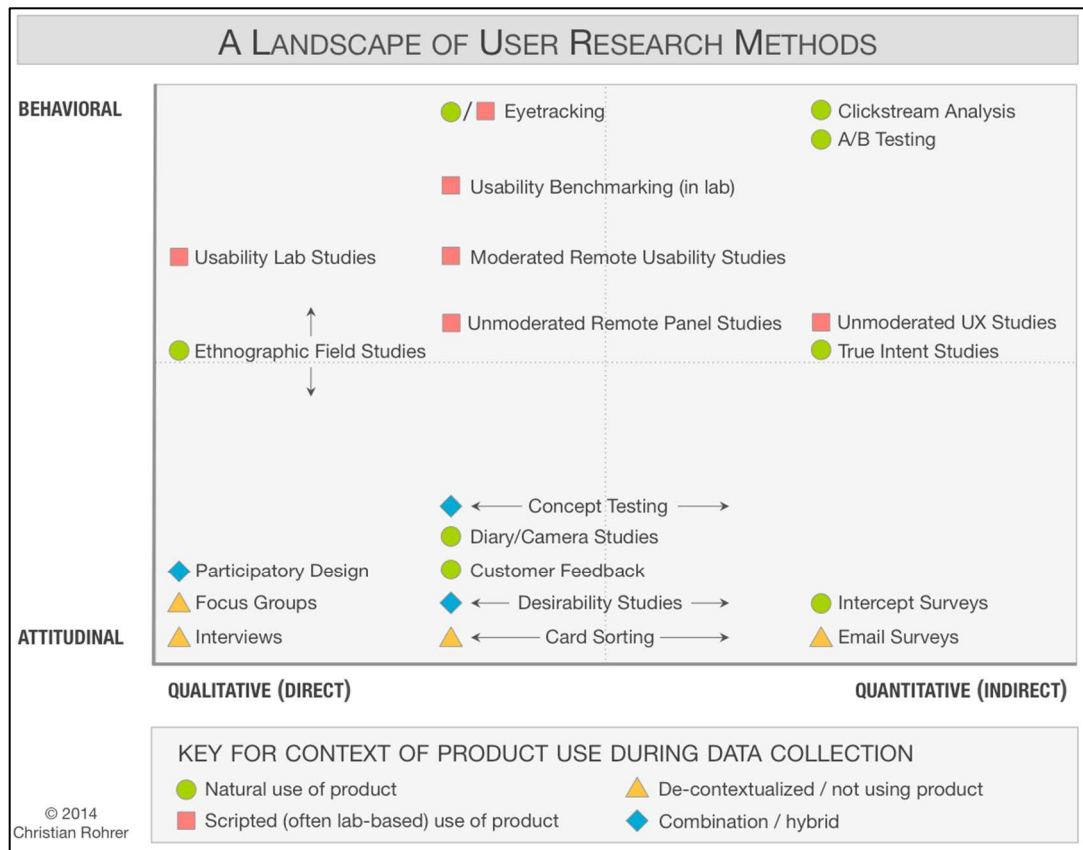 A LANDSCAPE OF USER RESEARCH METHODS
BEHAVIORAL
/ Eyetracking
Clickstream Analysis
A/B Testing
Usability Benchmarking (in lab)
Usability Lab Studies
Moderated Remote Usability Studies
Unmoderated Remote Panel Studies
Unmoderated UX Studies
Ethnographic Field Studies
True Intent Studies
Concept Testing
Diary/Camera Studies
Participatory Design
Customer Feedback
Focus Groups
Desirability Studies
Intercept Surveys
ATTITUDINAL
Interviews
Card Sorting
Email Surveys
QUALITATIVE (DIRECT)
QUANTITATIVE (INDIRECT)
KEY FOR CONTEXT OF PRODUCT USE DURING DATA COLLECTION
Natural use of product
De-contextualized / not using product
Scripted (often lab-based) use of product
Combination / hybrid
© 2014
Christian Rohrer